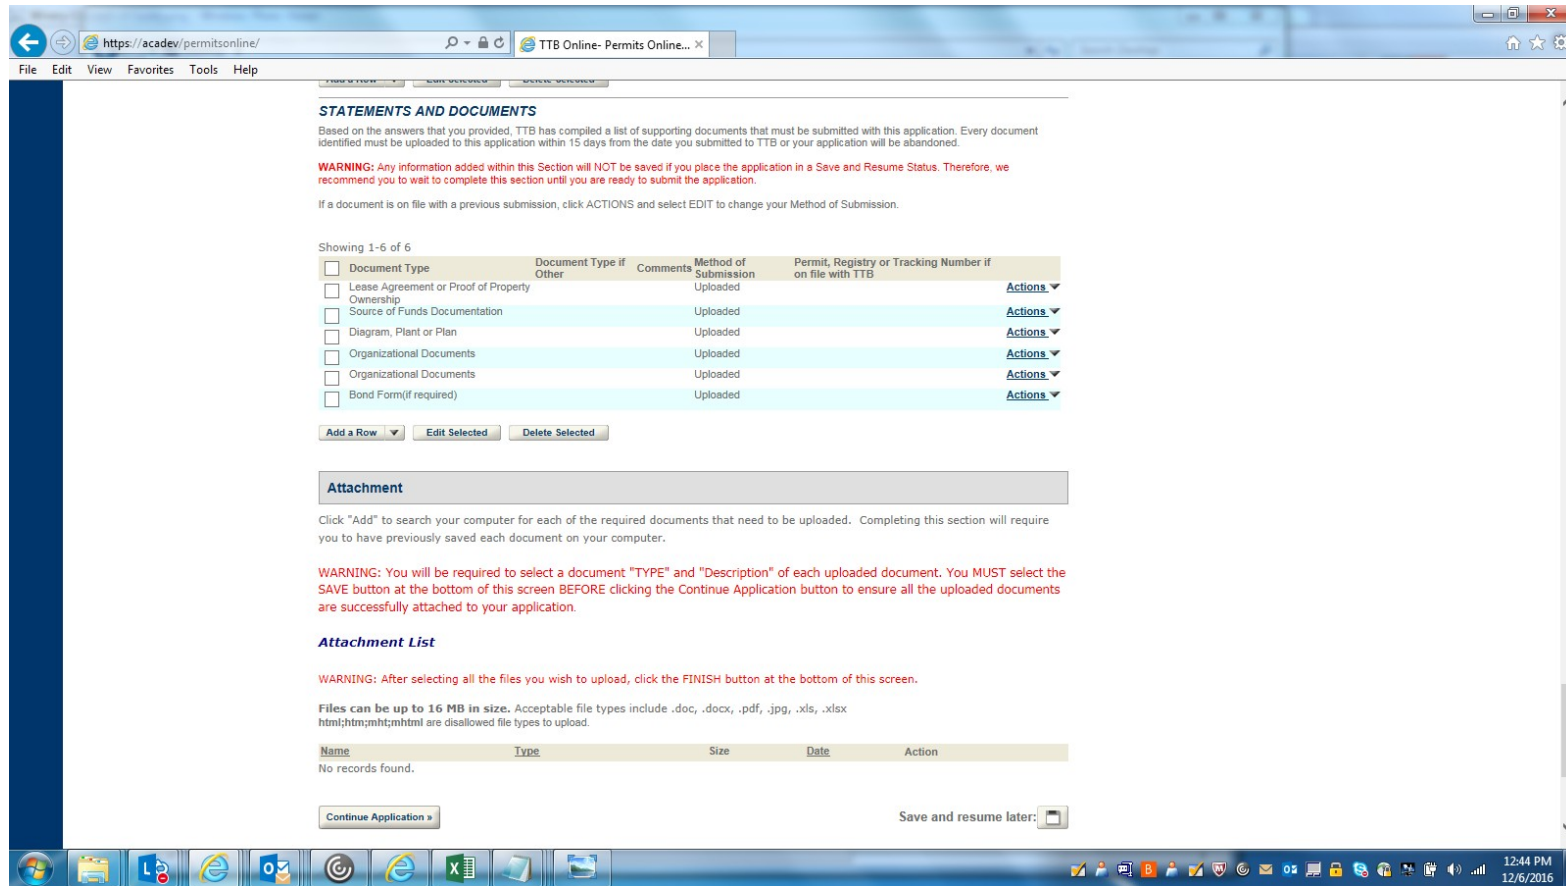 https://acadev/permitsonline/
TTB Online- Permits Online...
File Edit View Favorites Tools Help
Add a Row Edit Selected Delete Selected
STATEMENTS AND DOCUMENTS
Based on the answers that you provided, TTB has compiled a list of supporting documents that must be submitted with this application. Every document
identified must be uploaded to this application within 15 days from the date you submitted to TTB or your application will be abandoned.
WARNING: Any information added within this Section will NOT be saved if you place the application in a Save and Resume Status. Therefore, we
recommend you to wait to complete this section until you are ready to submit the application.
If a document is on file with a previous submission, click ACTIONS and select EDIT to change your Method of Submission.
Showing 1-6 of 6
Document Type Document Type if Other Comments Method of Submission Permit, Registry or Tracking Number if on file with TTB
Lease Agreement or Proof of Property Ownership Uploaded Actions
Source of Funds Documentation Uploaded Actions
Diagram, Plant or Plan Uploaded Actions
Organizational Documents Uploaded Actions
Organizational Documents Uploaded Actions
Bond Form(if required) Uploaded Actions
Add a Row Edit Selected Delete Selected
Attachment
Click "Add" to search your computer for each of the required documents that need to be uploaded. Completing this section will require
you to have previously saved each document on your computer.
WARNING: You will be required to select a document "TYPE" and "Description" of each uploaded document. You MUST select the
SAVE button at the bottom of this screen BEFORE clicking the Continue Application button to ensure all the uploaded documents
are successfully attached to your application.
Attachment List
WARNING: After selecting all the files you wish to upload, click the FINISH button at the bottom of this screen.
Files can be up to 16 MB in size. Acceptable file types include .doc, .docx, .pdf, .jpg, .xls, .xlsx
html;htm;mht;mhtml are disallowed file types to upload.
Name Type Size Date Action
No records found.
Continue Application » Save and resume later:
12:44 PM
12/6/2016